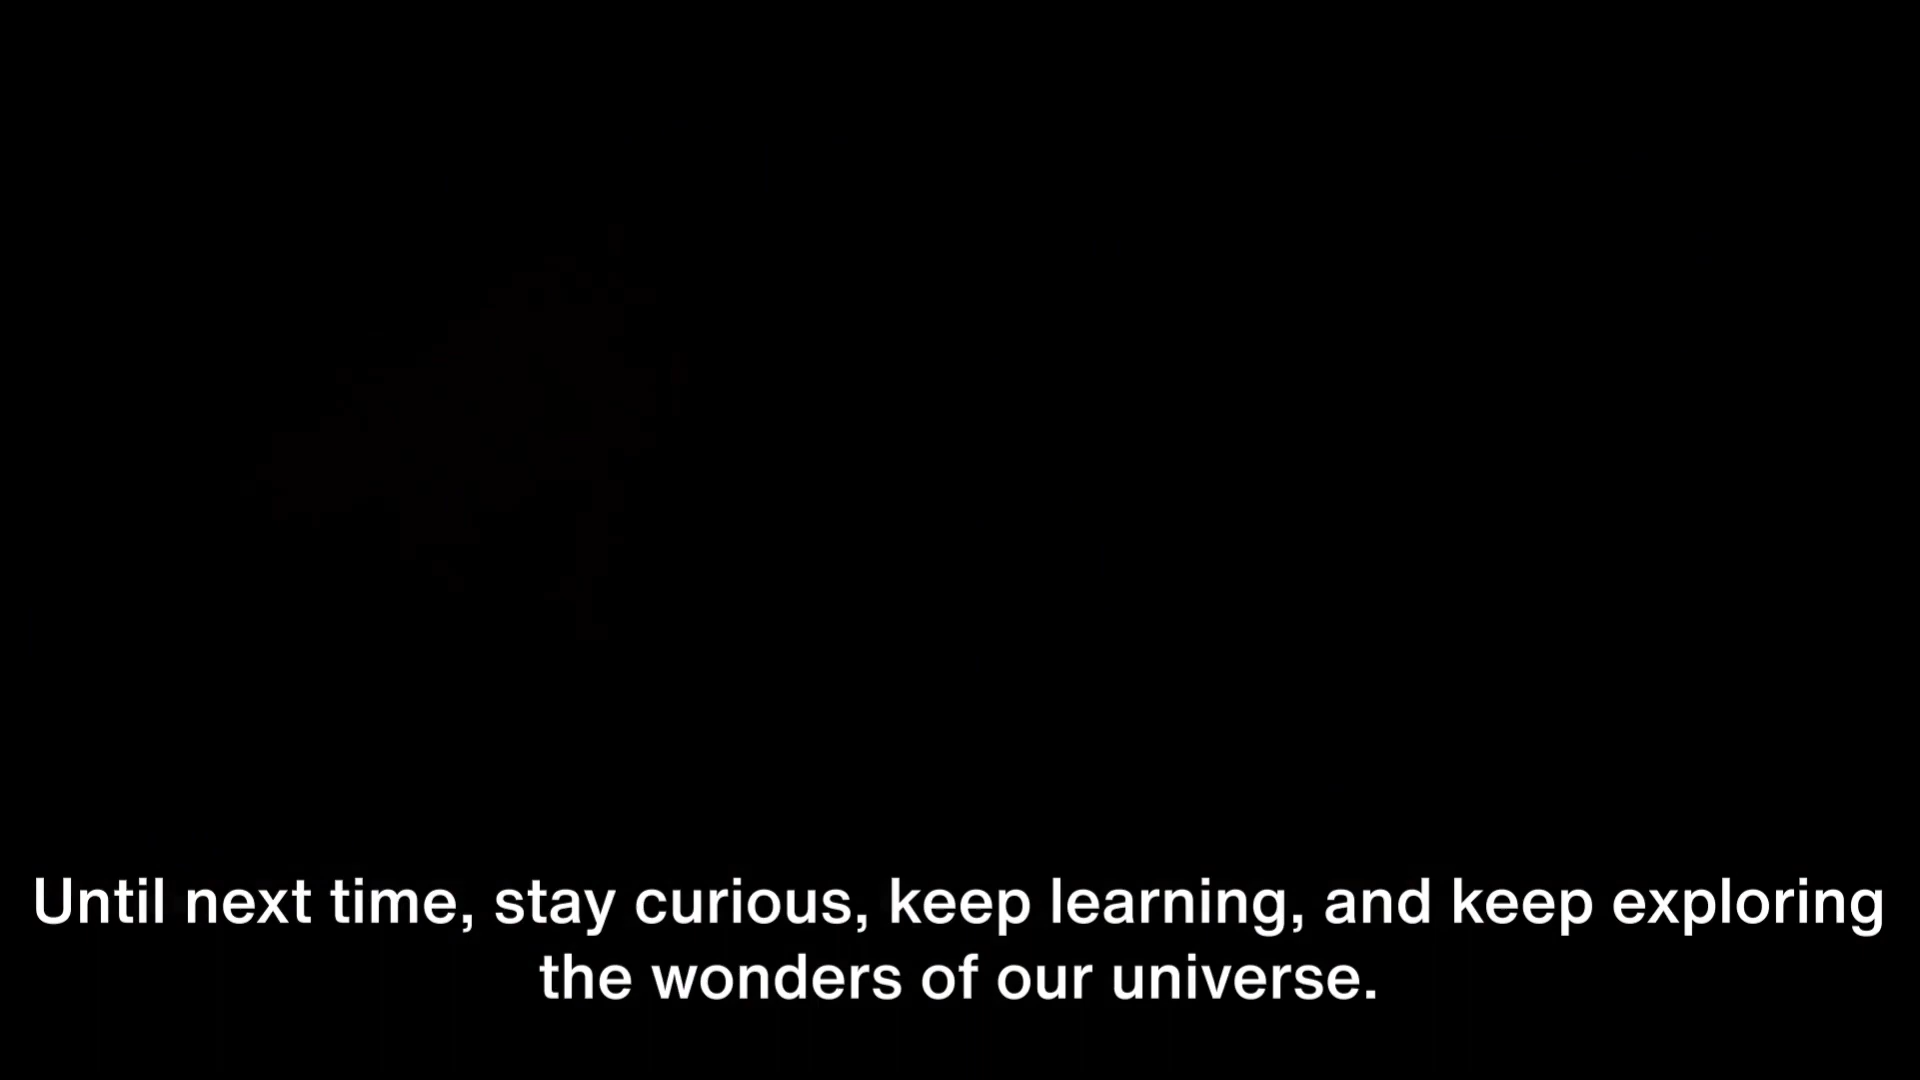 Until next time, stay curious, keep learning, and keep exploring
the wonders of our universe.